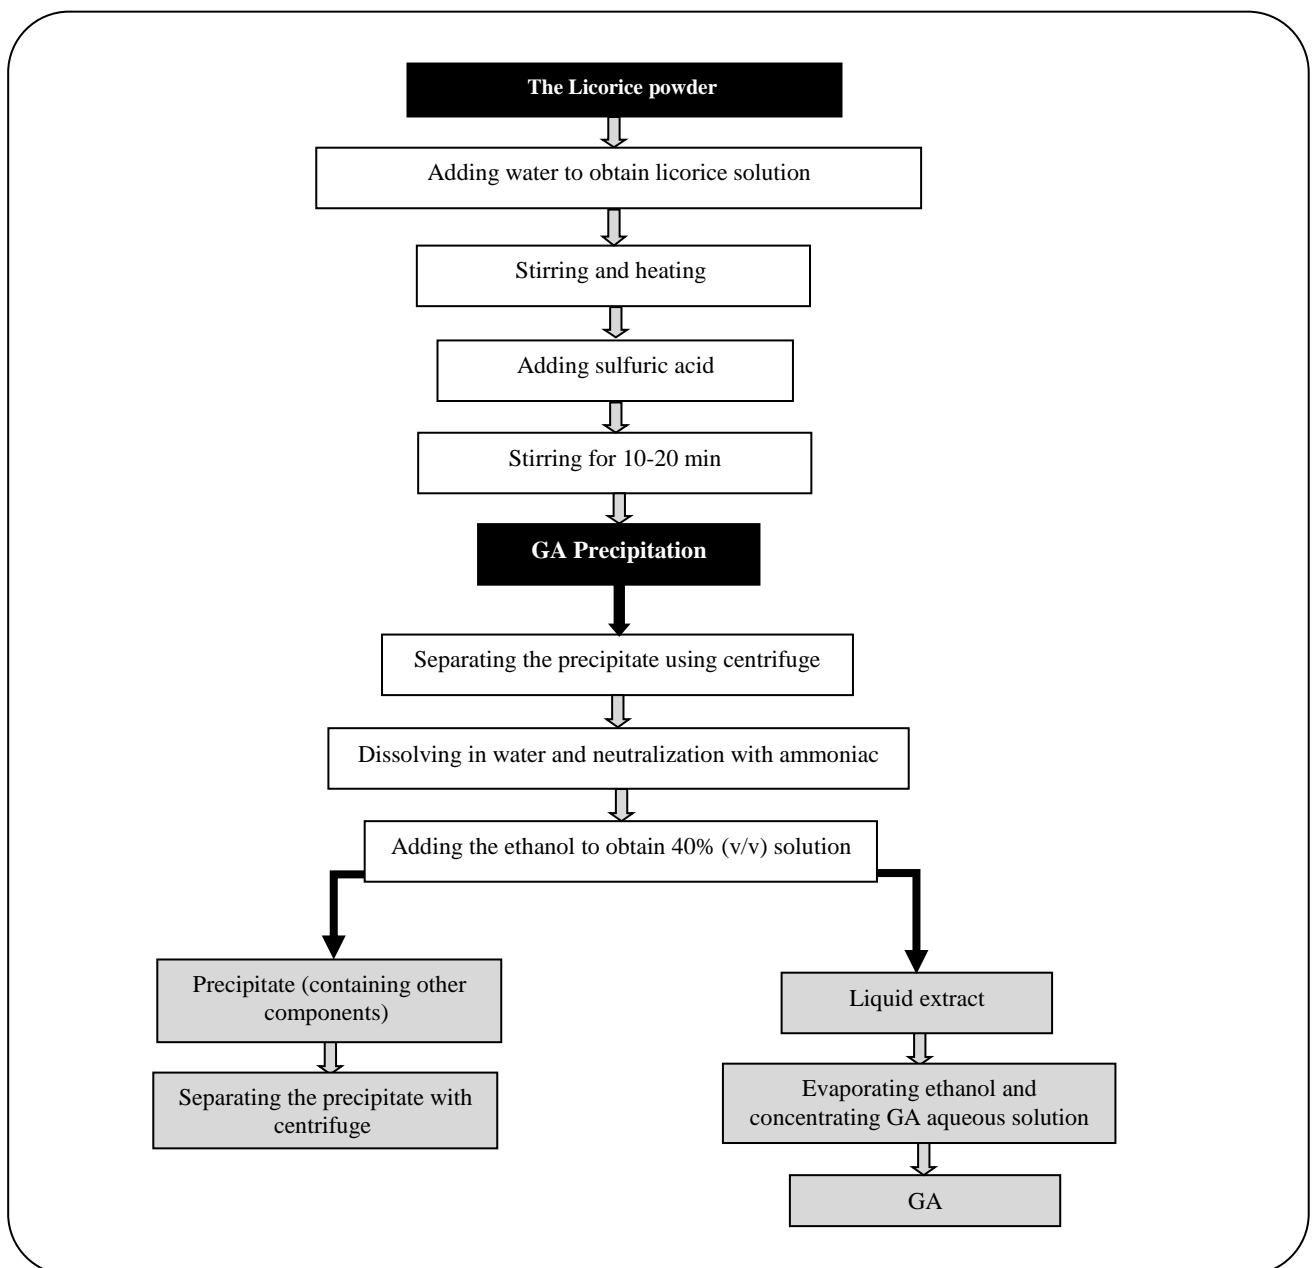 The Licorice powder
Adding water to obtain licorice solution
Stirring and heating
Adding sulfuric acid
Stirring for 10-20 min
GA Precipitation
Separating the precipitate using centrifuge
Dissolving in water and neutralization with ammoniac
Adding the ethanol to obtain 40% (v/v) solution
Precipitate (containing other
components)
Separating the precipitate with
centrifuge
Liquid extract
Evaporating ethanol and
concentrating GA aqueous solution
GA